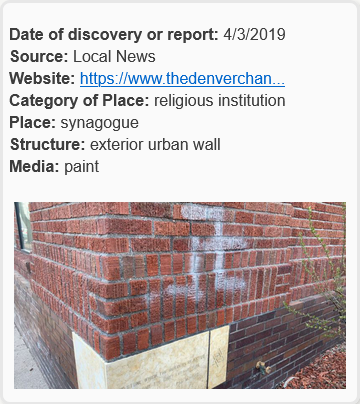 Date of discovery or report: 4/3/2019
Source: Local News
Website: https://www.thedenverchan...
Category of Place: religious institution
Place: synagogue
Structure: exterior urban wall
Media: paint